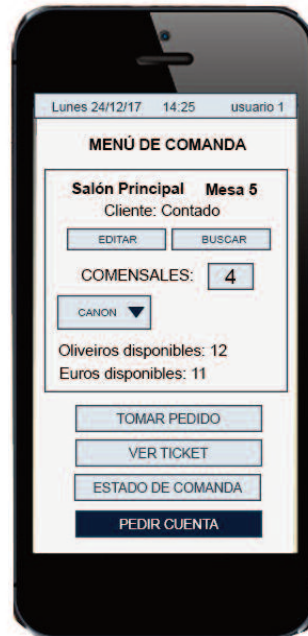 Lunes 24/12/17 14:25 usuario 1
MENÚ DE COMANDA
Salón Principal Mesa 5
Cliente: Contado
EDITAR BUSCAR
COMENSALES: 4
CANON
Oliveiros disponibles: 12
Euros disponibles: 11
TOMAR PEDIDO
VER TICKET
ESTADO DE COMANDA
PEDIR CUENTA